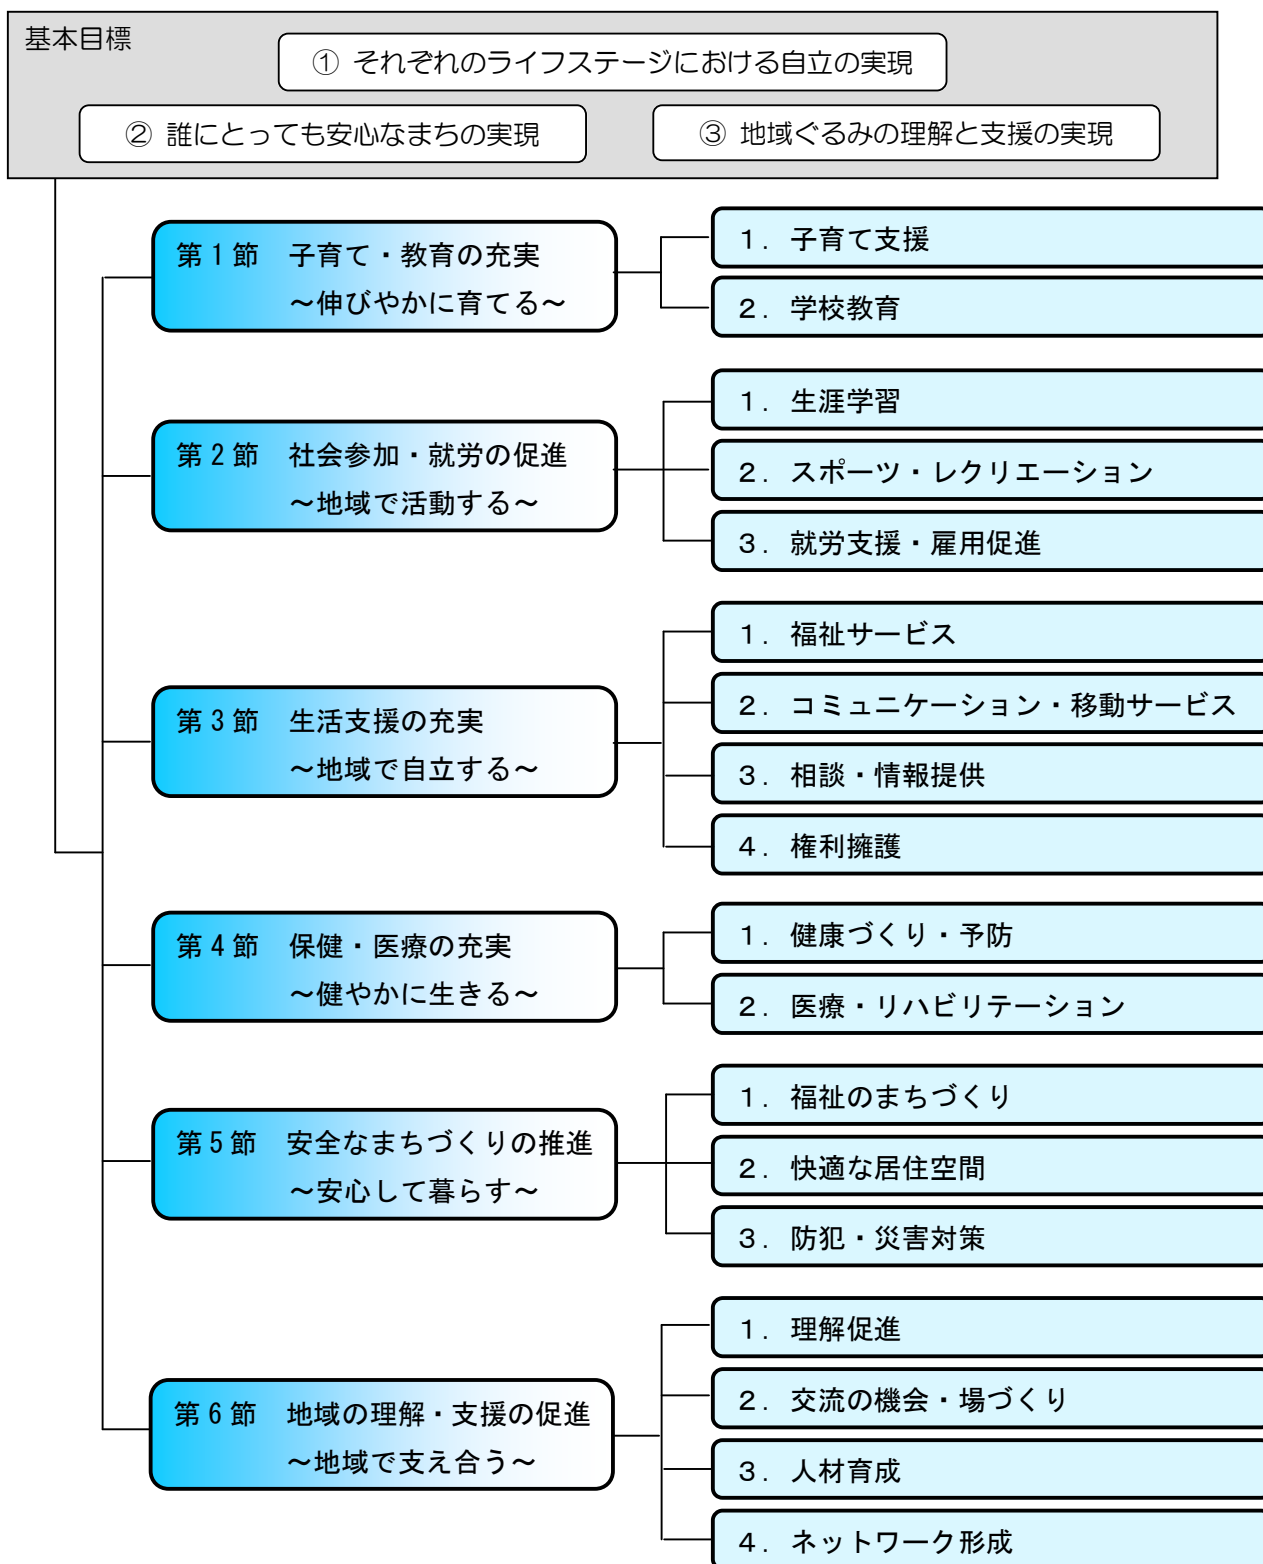 基本目標
① それぞれのライフステージにおける自立の実現
② 誰にとっても安心なまちの実現
③ 地域ぐるみの理解と支援の実現
第1節 子育て・教育の充実
～伸びやかに育てる～
1. 子育て支援
2. 学校教育
第2節 社会参加・就労の促進
～地域で活動する～
1. 生涯学習
2. スポーツ・レクリエーション
3. 就労支援・雇用促進
第3節 生活支援の充実
～地域で自立する～
1. 福祉サービス
2. コミュニケーション・移動サービス
3. 相談・情報提供
4. 権利擁護
第4節 保健・医療の充実
～健やかに生きる～
1. 健康づくり・予防
2. 医療・リハビリテーション
第5節 安全なまちづくりの推進
～安心して暮らす～
1. 福祉のまちづくり
2. 快適な居住空間
3. 防犯・災害対策
第6節 地域の理解・支援の促進
～地域で支え合う～
1. 理解促進
2. 交流の機会・場づくり
3. 人材育成
4. ネットワーク形成